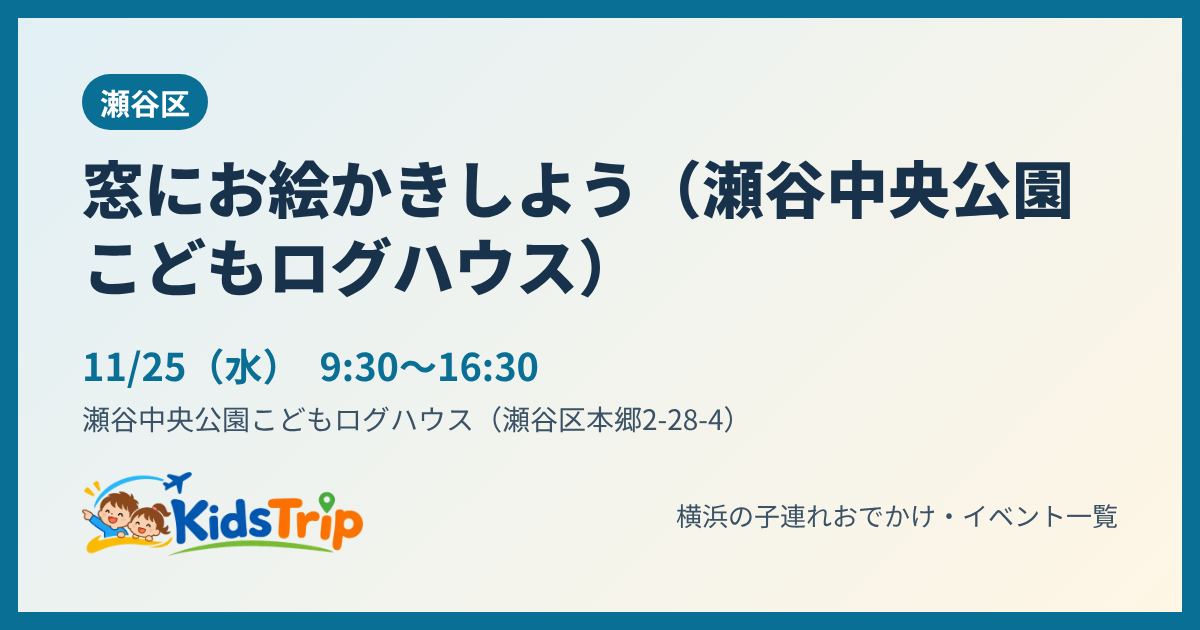 瀬谷区
窓にお絵かきしよう（瀬谷中央公園
こどもログハウス）
11/25（水） 9:30〜16:30
瀬谷中央公園こどもログハウス（瀬谷区本郷2-28-4）
KidsTrip
横浜の子連れおでかけ・イベント一覧